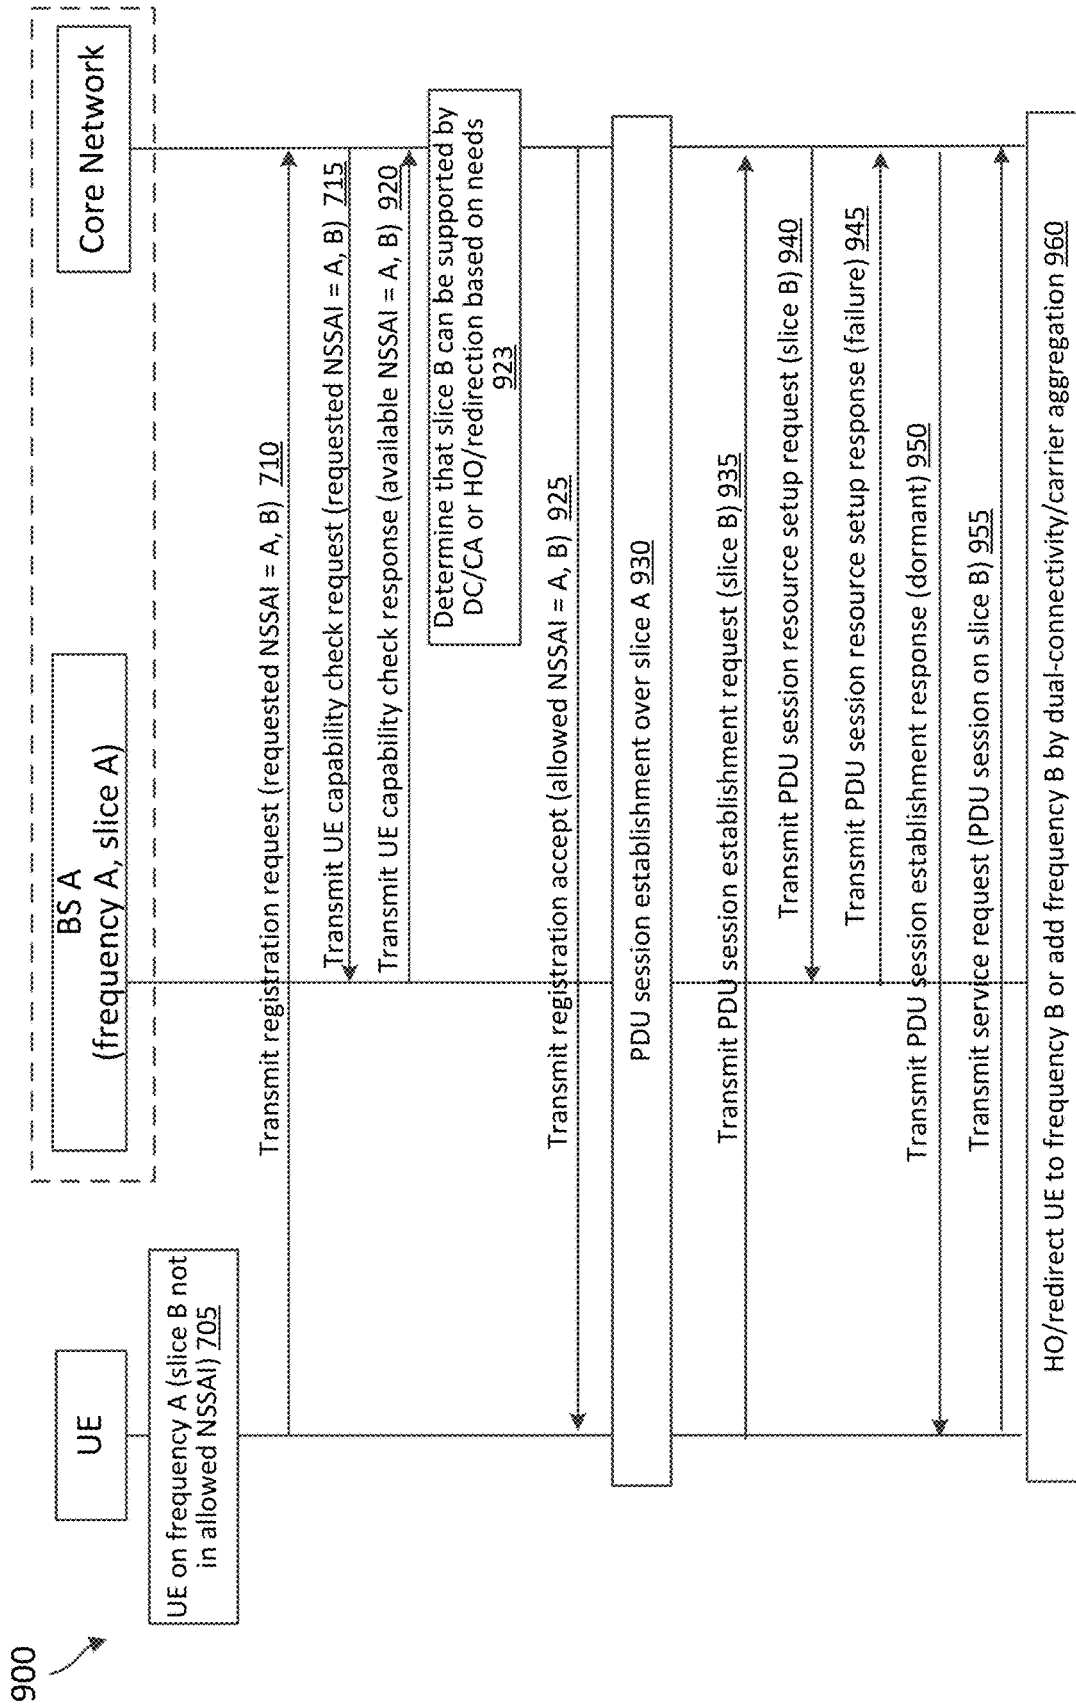 900
UE
BS A
(frequency A, slice A)
Core Network
UE on frequency A (slice B not
in allowed NSSAI) 705
Transmit registration request (requested NSSAI = A, B) 710
Transmit UE capability check request (requested NSSAI = A, B) 715
Transmit UE capability check response (available NSSAI = A, B) 920
Determine that slice B can be supported by
DC/CA or HO/redirection based on needs
923
Transmit registration accept (allowed NSSAI = A, B) 925
PDU session establishment over slice A 930
Transmit PDU session establishment request (slice B) 935
Transmit PDU session resource setup request (slice B) 940
Transmit PDU session resource setup response (failure) 945
Transmit PDU session establishment response (dormant) 950
Transmit service request (PDU session on slice B) 955
HO/redirect UE to frequency B or add frequency B by dual-connectivity/carrier aggregation 960